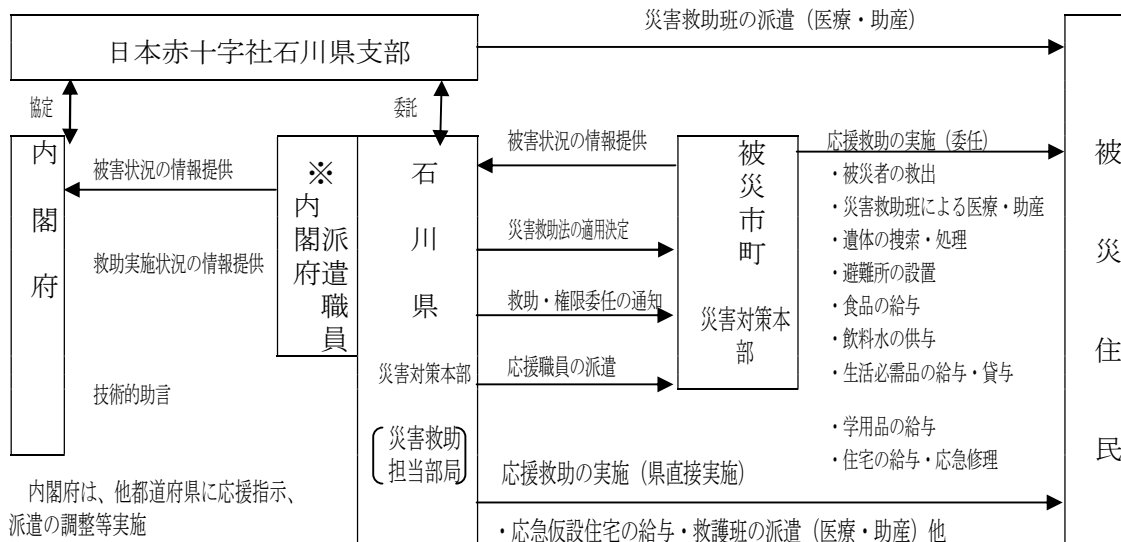 災害救助班の派遣（医療・助産）
日本赤十字社石川県支部
協定
委託
内閣府
被害状況の情報提供
救助実施状況の情報提供
技術的助言
※内閣府
派遣職員
石川県
災害対策本部
災害救助
担当部局
被害状況の情報提供
災害救助法の適用決定
救助・権限委任の通知
応援職員の派遣
被災市町
災害対策本
部
応援救助の実施（委任）
・被災者の救出
・災害救助班による医療・助産
・遺体の捜索・処理
・避難所の設置
・食品の給与
・飲料水の供与
・生活必需品の給与・貸与
・学用品の給与
・住宅の給与・応急修理
被災住民
応援救助の実施（県直接実施）
・応急仮設住宅の給与・救護班の派遣（医療・助産）他
内閣府は、他都道府県に応援指示、
派遣の調整等実施